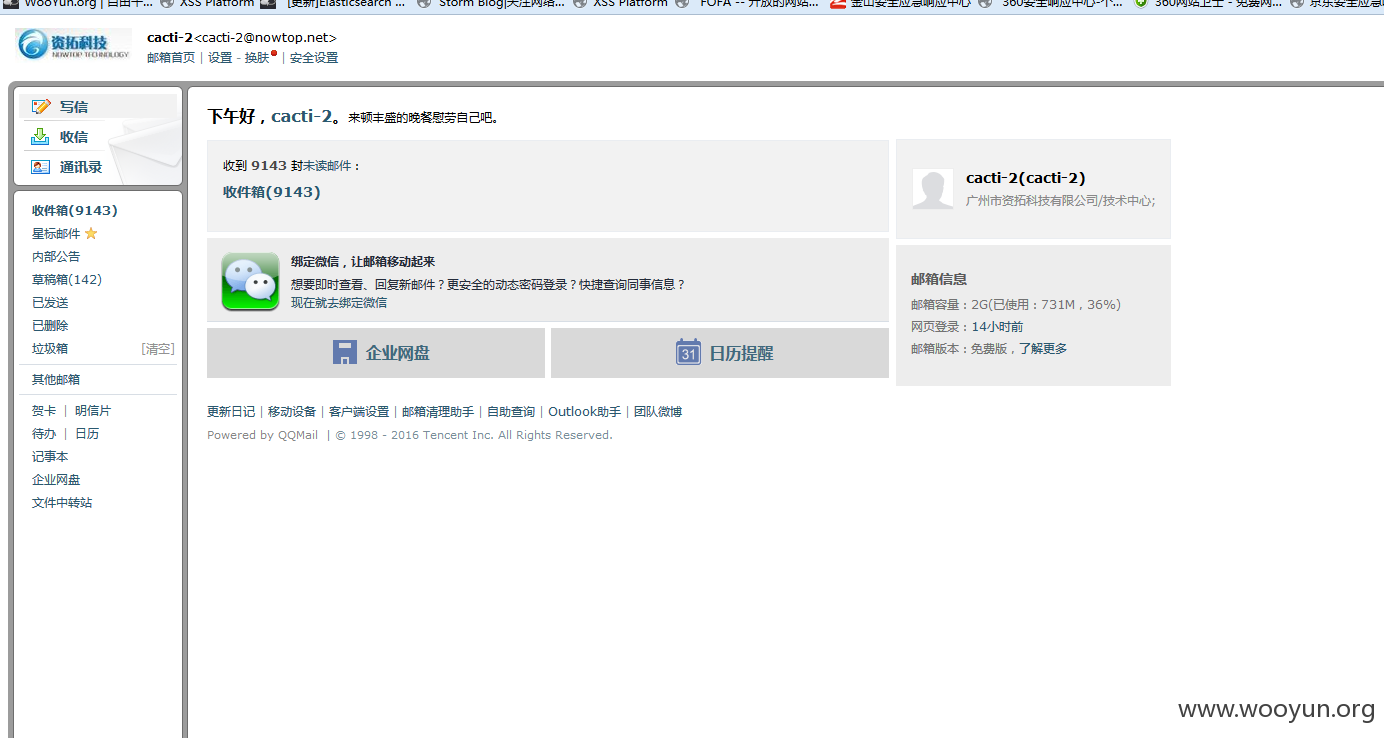 WooYun.org | 自由平... XSS Platform [更新]Elasticsearch ... Storm Blog|关注网络... XSS Platform FOFA -- 开放的网站... 金山安全应急响应中心 360安全响应中心-个... 360网站卫士 - 免费网... 京东安全应急
资拓科技
NOWTOP TECHNOLOGY
cacti-2<cacti-2@nowtop.net>
邮箱首页 | 设置 - 换肤 | 安全设置
写信
收信
通讯录
收件箱(9143)
星标邮件
内部公告
草稿箱(142)
已发送
已删除
垃圾箱 [清空]
其他邮箱
贺卡 | 明信片
待办 | 日历
记事本
企业网盘
文件中转站
下午好，cacti-2。来顿丰盛的晚餐慰劳自己吧。
收到 9143 封未读邮件：
收件箱(9143)
绑定微信，让邮箱移动起来
想要即时查看、回复新邮件？更安全的动态密码登录？快捷查询同事信息？
现在就去绑定微信
企业网盘
31 日历提醒
cacti-2(cacti-2)
广州市资拓科技有限公司/技术中心;
邮箱信息
邮箱容量：2G(已使用：731M，36%)
网页登录：14小时前
邮箱版本：免费版，了解更多
更新日记 | 移动设备 | 客户端设置 | 邮箱清理助手 | 自助查询 | Outlook助手 | 团队微博
Powered by QQMail | © 1998 - 2016 Tencent Inc. All Rights Reserved.
www.wooyun.org